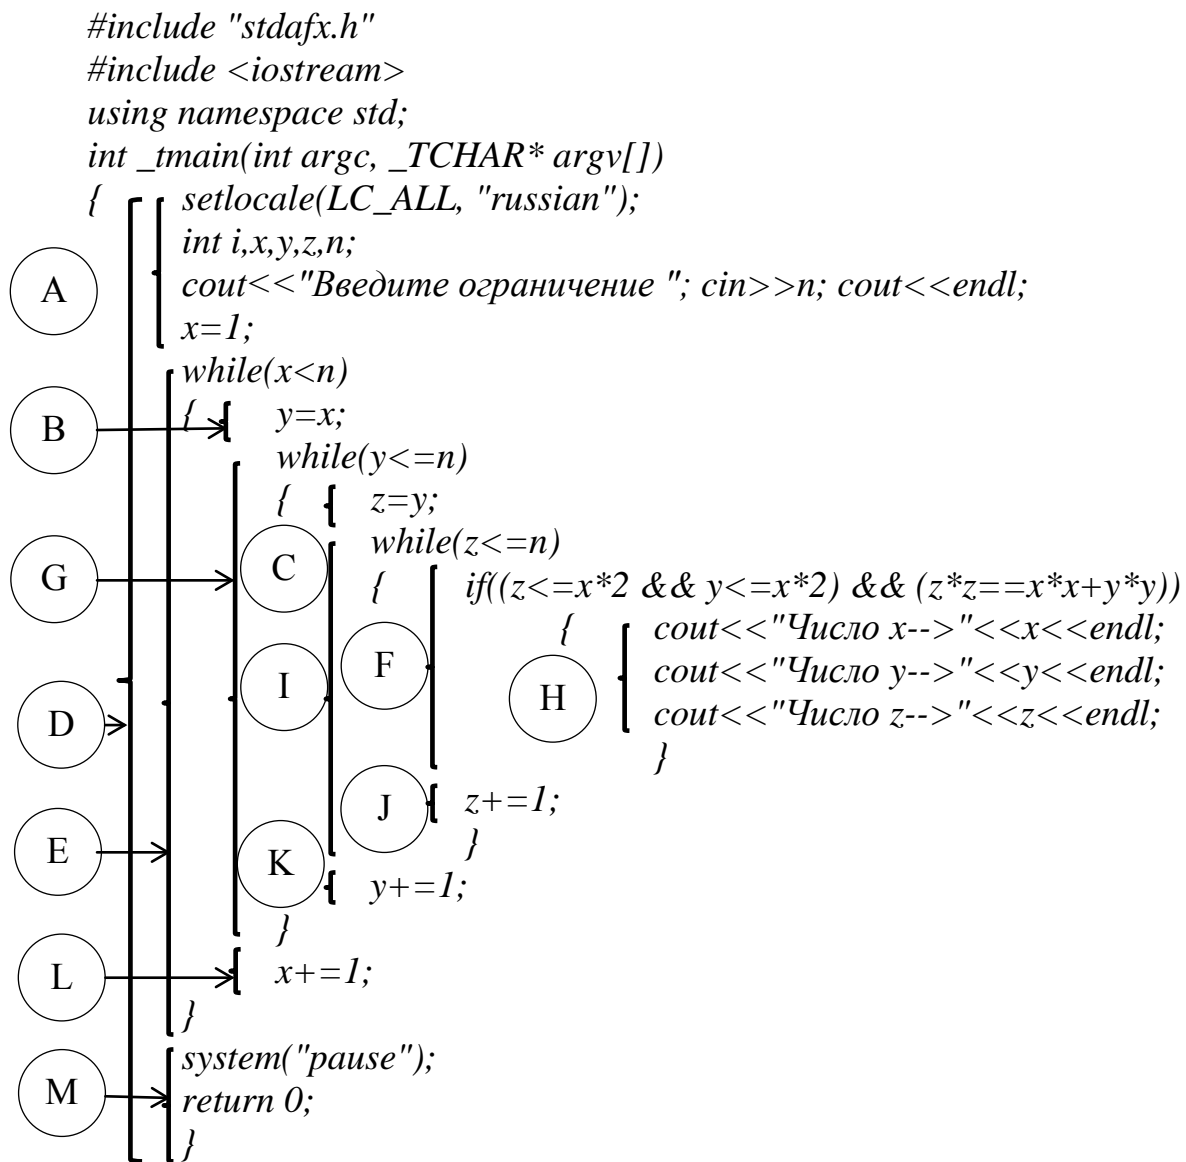 #include "stdafx.h"
#include <iostream>
using namespace std;
int _tmain(int argc, _TCHAR* argv[])
{ setlocale(LC_ALL, "russian");
int i,x,y,z,n;
A cout<<"Введите ограничение "; cin>>n; cout<<endl;
x=1;
while(x<n)
B { y=x;
while(y<=n)
{ z=y;
G C while(z<=n)
{ if((z<=x*2 && y<=x*2) && (z*z==x*x+y*y))
{ cout<<"Число x-->"<<x<<endl;
I F H cout<<"Число y-->"<<y<<endl;
D cout<<"Число z-->"<<z<<endl;
}
J z+=1;
E }
K y+=1;
}
L x+=1;
}
system("pause");
M return 0;
}